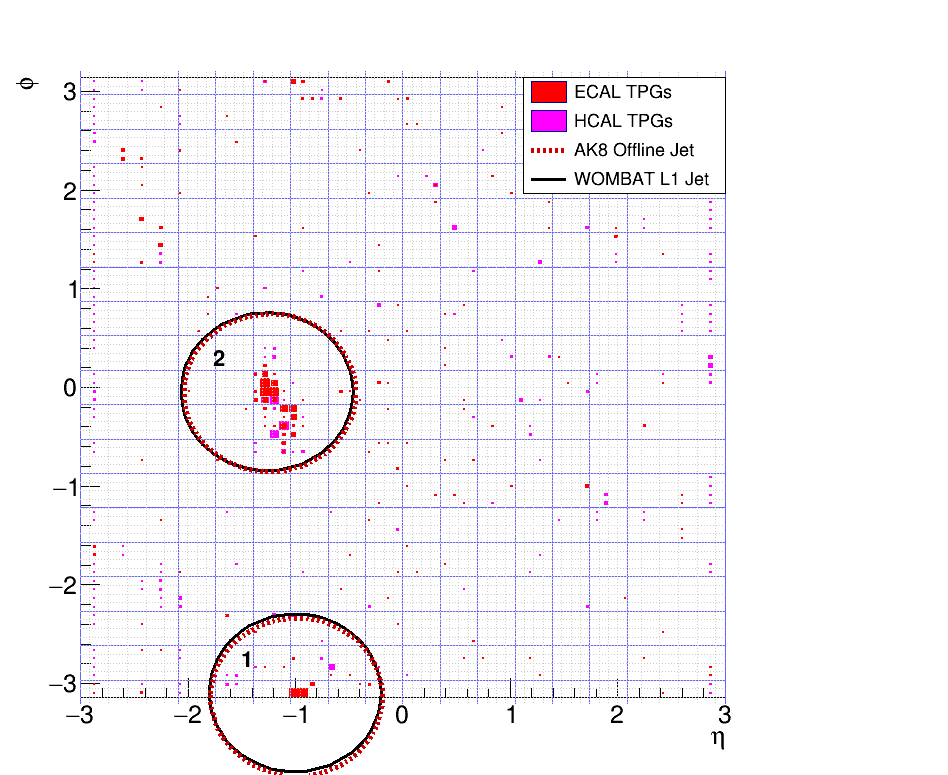 φ
3
2
1
0
−1
−2
−3
ECAL TPGs
HCAL TPGs
AK8 Offline Jet
WOMBAT L1 Jet
2
1
−3 −2 −1 0 1 2 3
η